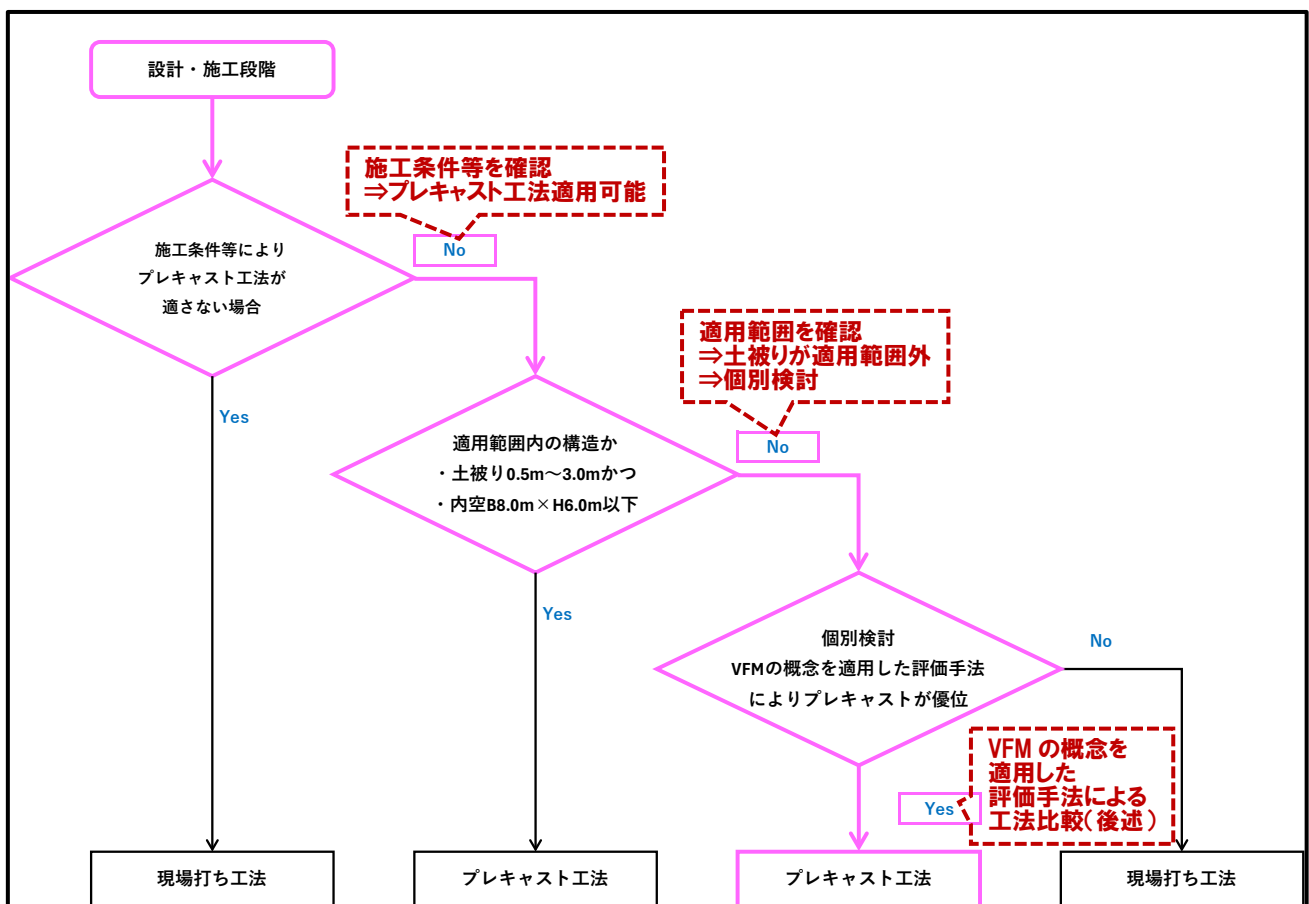 設計・施工段階
施工条件等を確認
⇒プレキャスト工法適用可能
No
施工条件等により
プレキャスト工法が
適さない場合
Yes
適用範囲を確認
⇒土被りが適用範囲外
⇒個別検討
No
適用範囲内の構造か
・土被り0.5m～3.0mかつ
・内空B8.0m×H6.0m以下
Yes
個別検討
VFMの概念を適用した評価手法
によりプレキャストが優位
No
Yes
VFM の概念を
適用した
評価手法による
工法比較（後述）
現場打ち工法
プレキャスト工法
プレキャスト工法
現場打ち工法